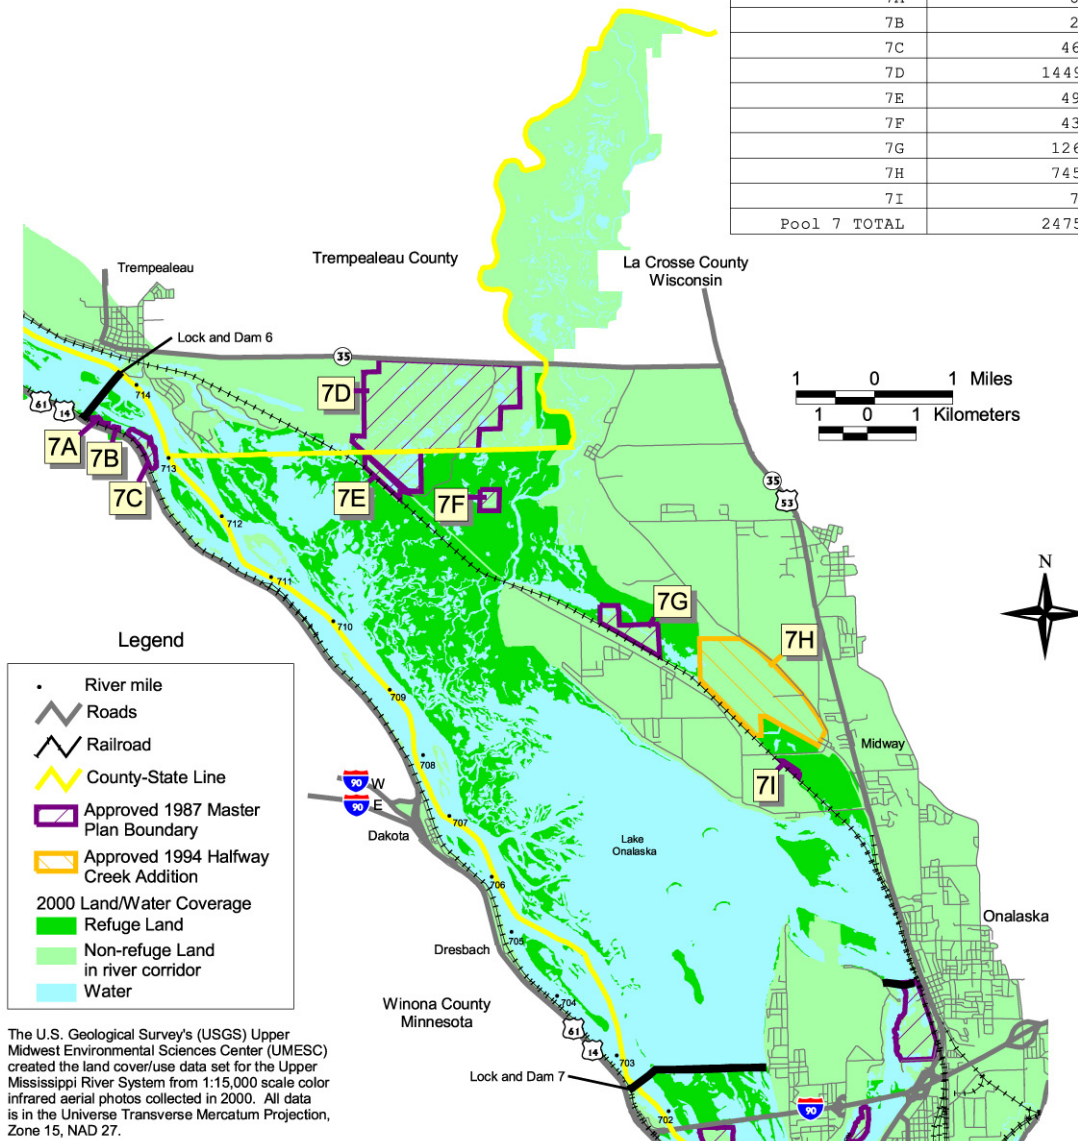 7B 2
7C 46
7D 1449
7E 49
7F 43
7G 126
7H 745
7I 7
Pool 7 TOTAL 2475
Trempealeau
Trempealeau County
La Crosse County
Wisconsin
Lock and Dam 6
35
7D
1 0 1 Miles
1 0 1 Kilometers
61
14
714
7A
7B
7C
713
7E
7F
35
53
712
711
710
7G
N
7H
Legend
River mile
Roads
Railroad
County-State Line
Approved 1987 Master
Plan Boundary
Approved 1994 Halfway
Creek Addition
2000 Land/Water Coverage
Refuge Land
Non-refuge Land
in river corridor
Water
709
708
Midway
7I
90 W
90 E
Dakota
707
Lake
Onalaska
706
705
Dresbach
Onalaska
704
Winona County
Minnesota
61
14
703
Lock and Dam 7
702
90
The U.S. Geological Survey's (USGS) Upper
Midwest Environmental Sciences Center (UMESC)
created the land cover/use data set for the Upper
Mississippi River System from 1:15,000 scale color
infrared aerial photos collected in 2000. All data
is in the Universe Transverse Mercatum Projection,
Zone 15, NAD 27.